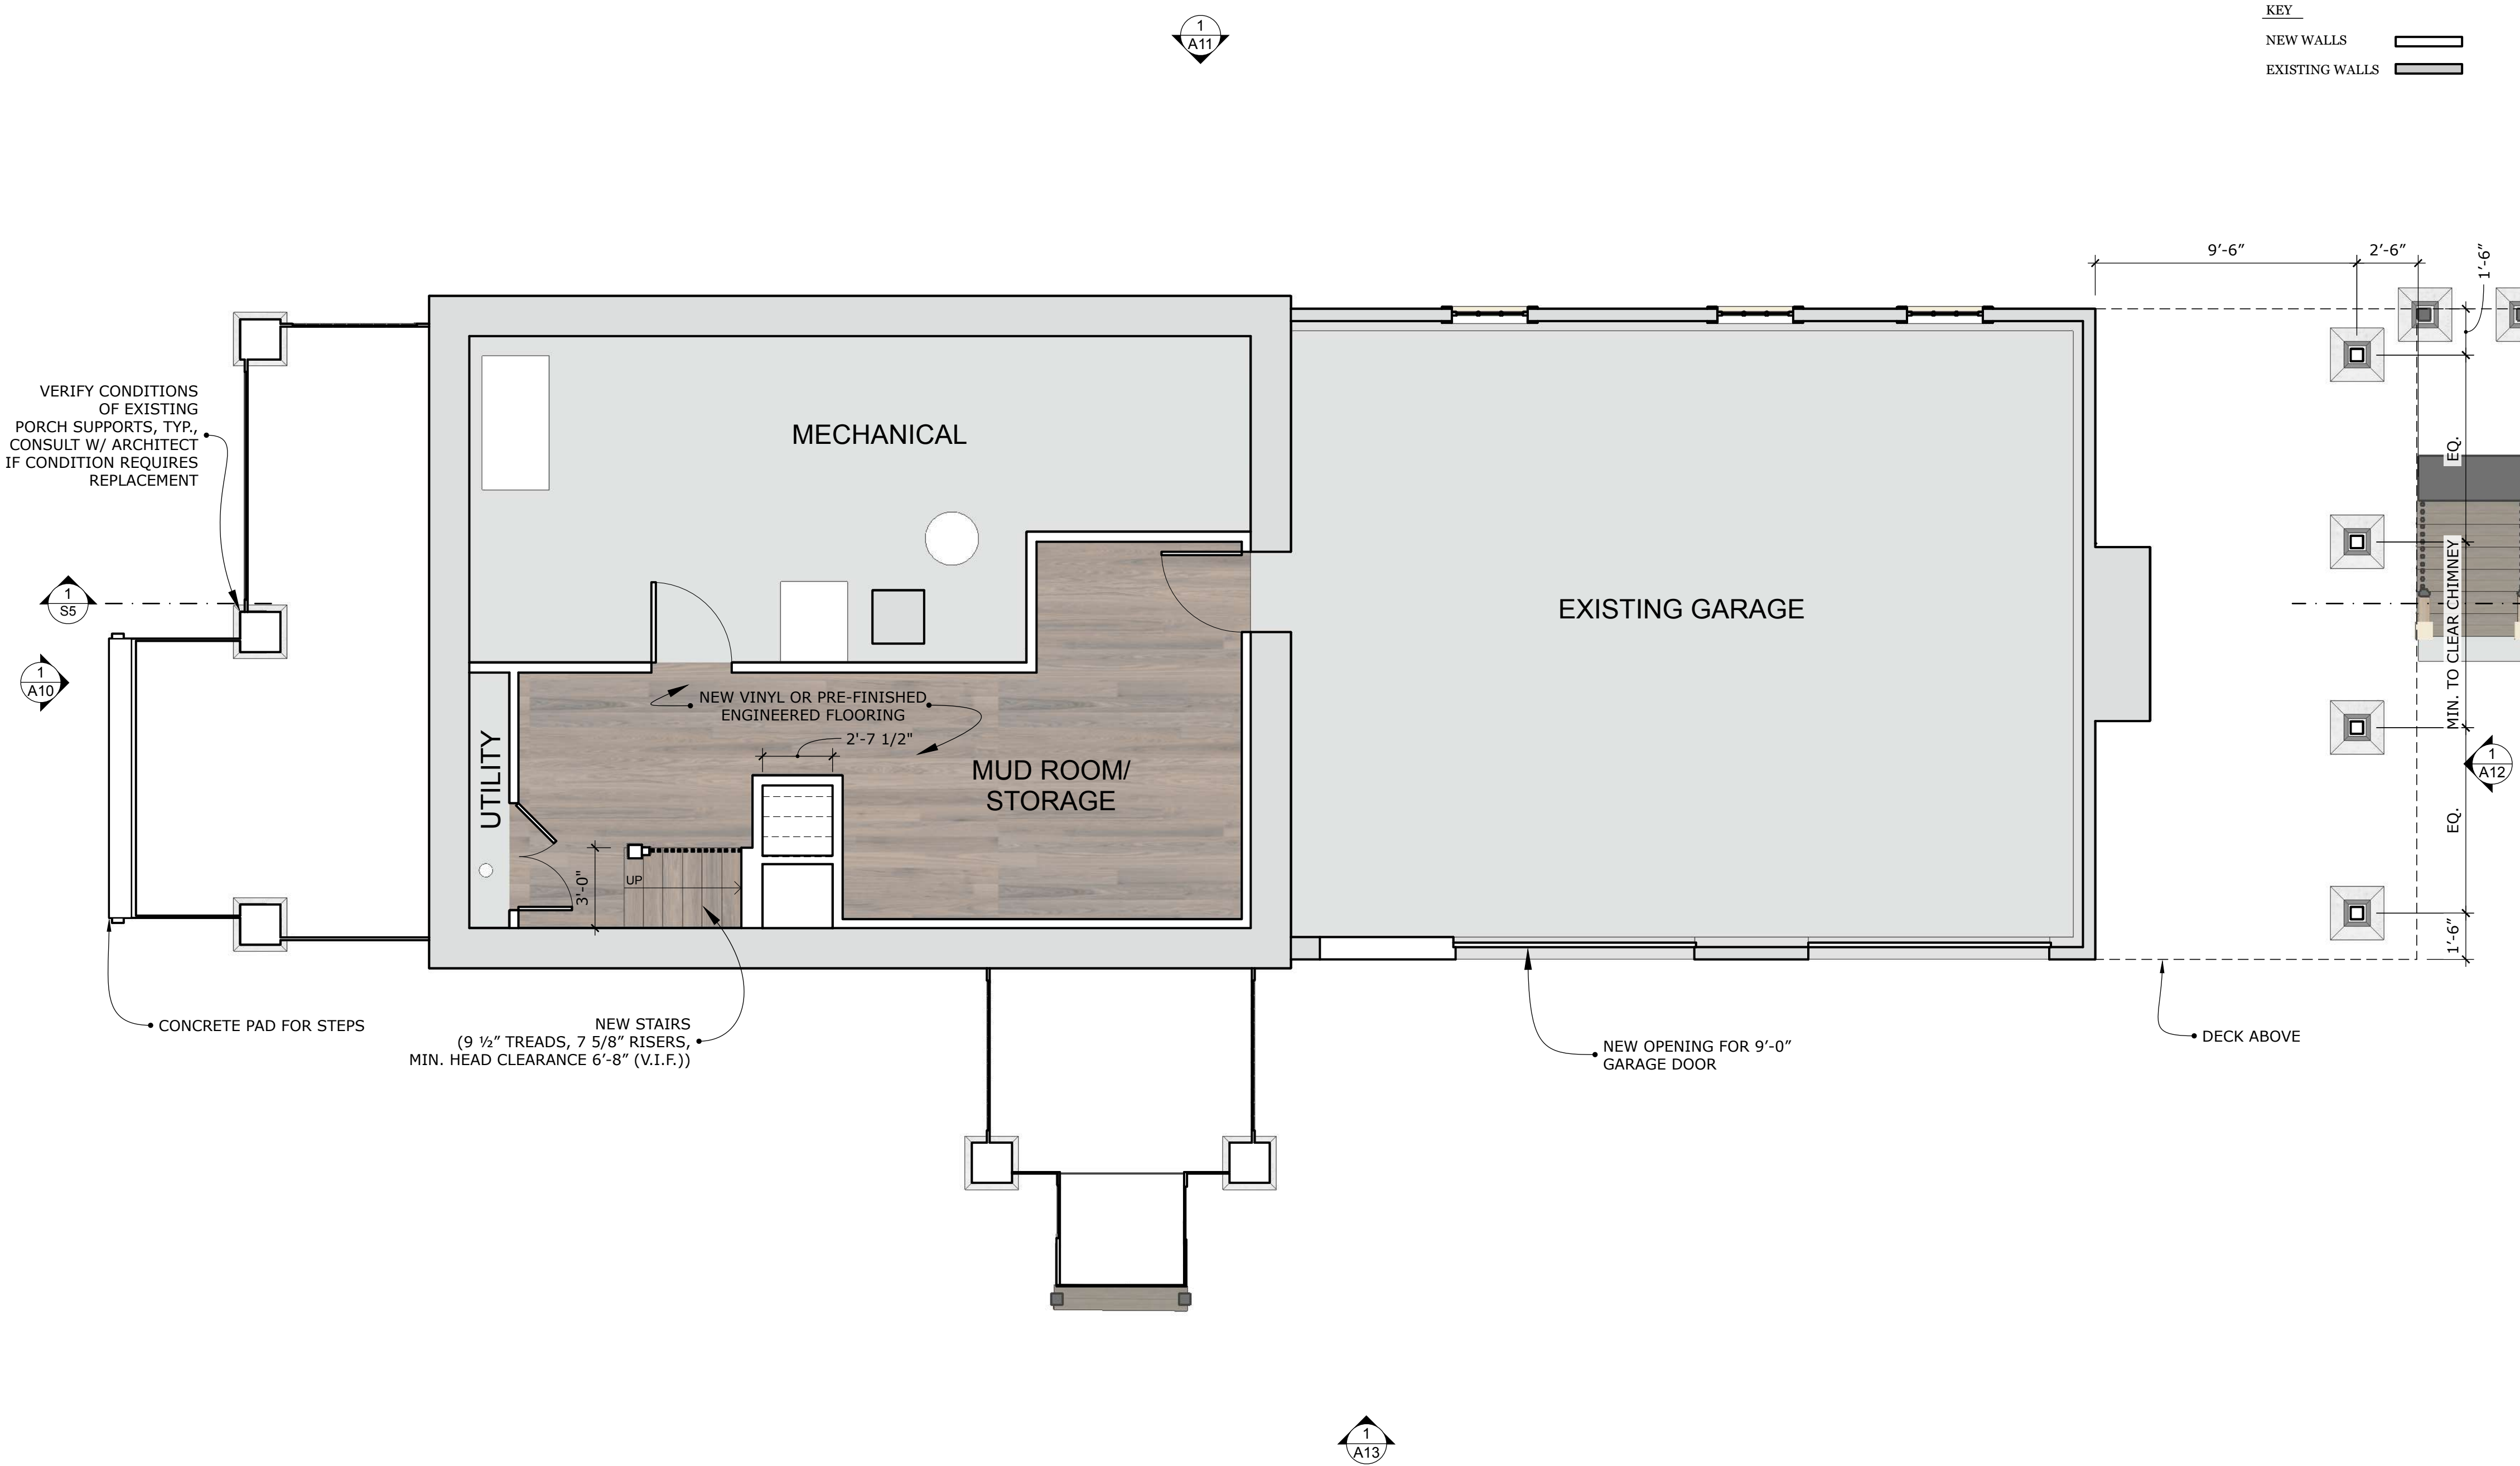 KEY
NEW WALLS
EXISTING WALLS
1
A11
9’-6”
2’-6”
1’-6”
VERIFY CONDITIONS
OF EXISTING
PORCH SUPPORTS, TYP.,
CONSULT W/ ARCHITECT
IF CONDITION REQUIRES
REPLACEMENT
MECHANICAL
EQ.
1
S5
EXISTING GARAGE
MIN. TO CLEAR CHIMNEY
1
A10
NEW VINYL OR PRE-FINISHED
ENGINEERED FLOORING
2'-7 1/2"
UTILITY
MUD ROOM/
STORAGE
1
A12
EQ.
UP
3'-0"
1’-6”
CONCRETE PAD FOR STEPS
NEW STAIRS
(9 ½” TREADS, 7 5/8” RISERS,
MIN. HEAD CLEARANCE 6’-8” (V.I.F.))
NEW OPENING FOR 9’-0”
GARAGE DOOR
DECK ABOVE
1
A13